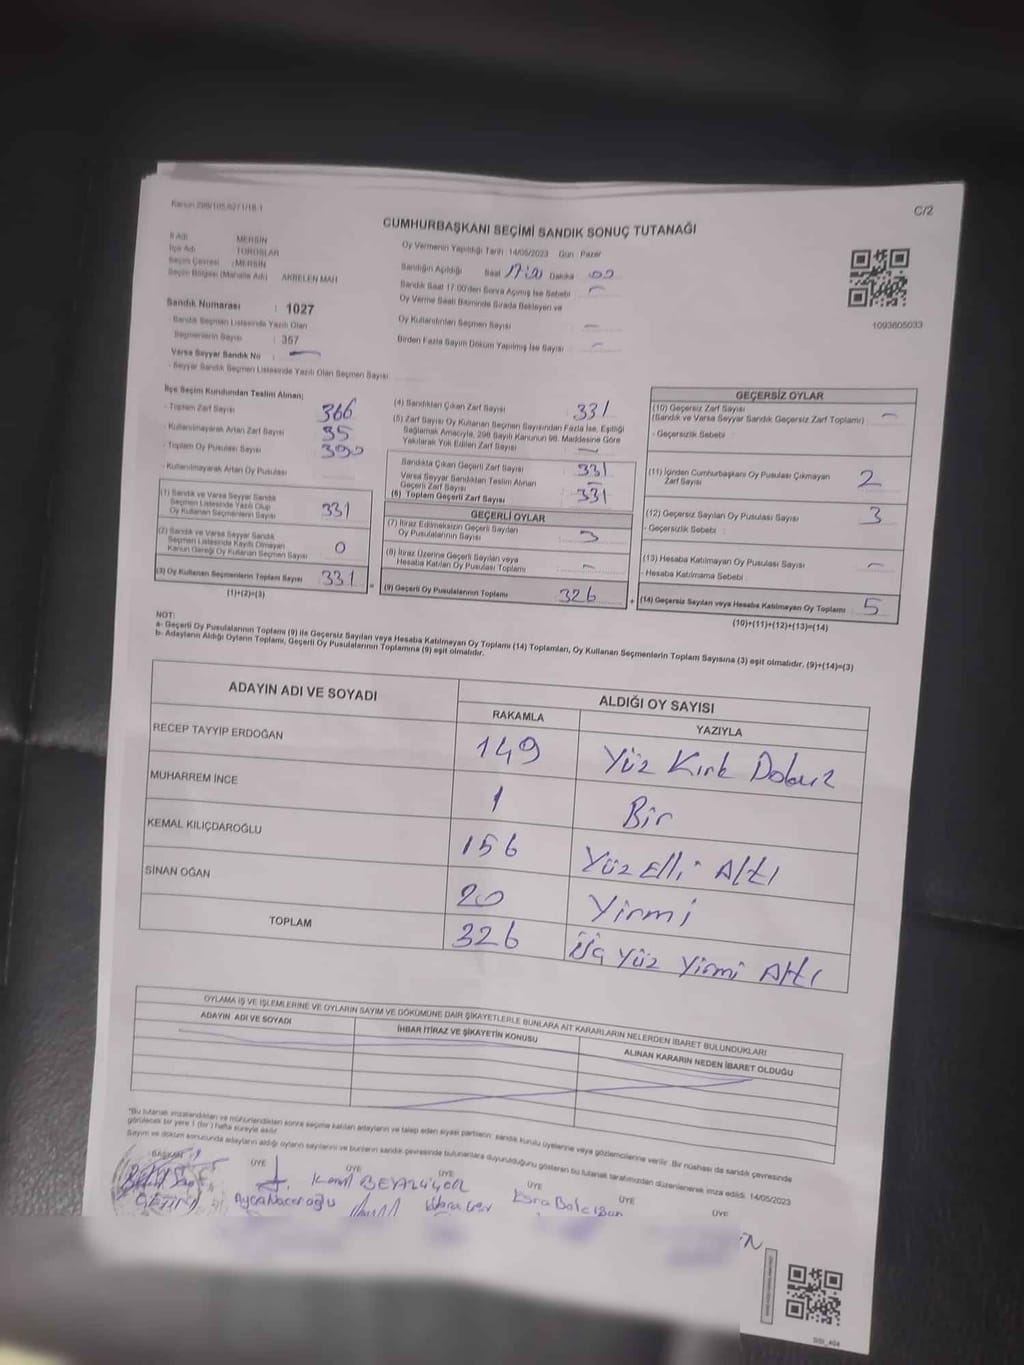 C/2
CUMHURBAŞKANI SEÇİMİ SANDIK SONUÇ TUTANAĞI
İl Adı : MERSİN
İlçe Adı : TOROSLAR
Seçim Çevresi : MERSİN
Seçim Bölgesi (Mahalle Adı) : AKBELEN MAH
Sandık Numarası : 1027
Sandık Seçmen Listesinde Yazılı Olan
Seçmenlerin Sayısı : 357
Varsa Seyyar Sandık No :
- Seyyar Sandık Listesinde Yazılı Olan Seçmen Sayısı
Oy Vermenin Yapıldığı Tarih 14/05/2023 Gün : Pazar
Sandığın Açıldığı Saat 17:00 Dakika 00
Sandık Saat 17:00'den Sonra Açılmış İse Sebebi
Oy Verme Saati Bitiminde Sırada Bekleyen ve
Oy Kullandırılan Seçmen Sayısı
Birden Fazla Sayım Döküm Yapılmış İse Sayısı
1093605033
İlçe Seçim Kurulundan Teslim Alınan;
- Toplam Zarf Sayısı 366
- Kullanılmayarak Artan Zarf Sayısı 35
- Toplam Oy Pusulası Sayısı 390
- Kullanılmayarak Artan Oy Pusulası
(1) Sandık ve Varsa Seyyar Sandık
Seçmen Listesinde Yazılı Olup
Oy Kullanan Seçmenlerin Sayısı 331
(2) Sandık ve Varsa Seyyar Sandık
Seçmen Listesinde Kayıtlı Olmayan
Kanun Gereği Oy Kullanan Seçmen Sayısı 0
(3) Oy Kullanan Seçmenlerin Toplam Sayısı 331
(1)+(2)=(3)
(4) Sandıktan Çıkan Zarf Sayısı 331
(5) Zarf Sayısı Oy Kullanan Seçmen Sayısından Fazla İse, Eşitliği
Sağlamak Amacıyla, 298 Sayılı Kanunun 98. Maddesine Göre
Yakılarak Yok Edilen Zarf Sayısı
Sandıkta Çıkan Geçerli Zarf Sayısı 331
Varsa Seyyar Sandıktan Teslim Alınan
Geçerli Zarf Sayısı
(6) Toplam Geçerli Zarf Sayısı 331
GEÇERLİ OYLAR
(7) İtiraz Edilmeksizin Geçerli Sayılan
Oy Pusulalarının Sayısı
(8) İtiraz Üzerine Geçerli Sayılan veya
Hesaba Katılan Oy Pusulası Toplamı
(9) Geçerli Oy Pusulalarının Toplamı 326
GEÇERSİZ OYLAR
(10) Geçersiz Zarf Sayısı
(Sandık ve Varsa Seyyar Sandık Geçersiz Zarf Toplamı)
- Geçersizlik Sebebi :
(11) İçinden Cumhurbaşkanı Oy Pusulası Çıkmayan
Zarf Sayısı 2
(12) Geçersiz Sayılan Oy Pusulası Sayısı 3
- Geçersizlik Sebebi :
(13) Hesaba Katılmayan Oy Pusulası Sayısı
- Hesaba Katılmama Sebebi
(14) Geçersiz Sayılan veya Hesaba Katılmayan Oy Toplamı 5
(10)+(11)+(12)+(13)=(14)
NOT:
a- Geçerli Oy Pusulalarının Toplamı (9) ile Geçersiz Sayılan veya Hesaba Katılmayan Oy Toplamı (14) Toplamları, Oy Kullanan Seçmenlerin Toplam Sayısına (3) eşit olmalıdır. (9)+(14)=(3)
b- Adayların Aldığı Oyların Toplamı, Geçerli Oy Pusulalarının Toplamına (9) eşit olmalıdır.
ADAYIN ADI VE SOYADI ALDIĞI OY SAYISI
RAKAMLA YAZIYLA
RECEP TAYYİP ERDOĞAN 149 Yüz Kırk Dokuz
MUHARREM İNCE 1 Bir
KEMAL KILIÇDAROĞLU 156 Yüz Elli Altı
SİNAN OĞAN 20 Yirmi
TOPLAM 326 Üç Yüz Yirmi Altı
OYLAMA İŞ VE İŞLEMLERİNE VE OYLARIN SAYIM VE DÖKÜMÜNE DAİR ŞİKAYETLERLE BUNLARA AİT KARARLARIN NELERDEN İBARET BULUNDUKLARI
ADAYIN ADI VE SOYADI İHBAR İTİRAZ VE ŞİKAYETİN KONUSU ALINAN KARARIN NEDEN İBARET OLDUĞU
"Bu tutanak imzalandıktan ve mühürlendikten sonra seçime katılan adayların ve talep eden siyasi partilerin sandık kurulu üyelerine veya gözlemcilerine verilir. Bir nüshası da sandık çevresinde
görülecek bir yere 1 (bir) hafta süreyle asılır.
Sayım ve döküm sonucunda adayların aldığı oyların sayılarını ve bunların sandık çevresinde bulunanlara duyurulduğunu gösteren bu tutanak tarafımızdan düzenlenerek imza edildi. 14/05/2023
BAŞKAN ÜYE ÜYE ÜYE ÜYE ÜYE ÜYE
ÇETİN